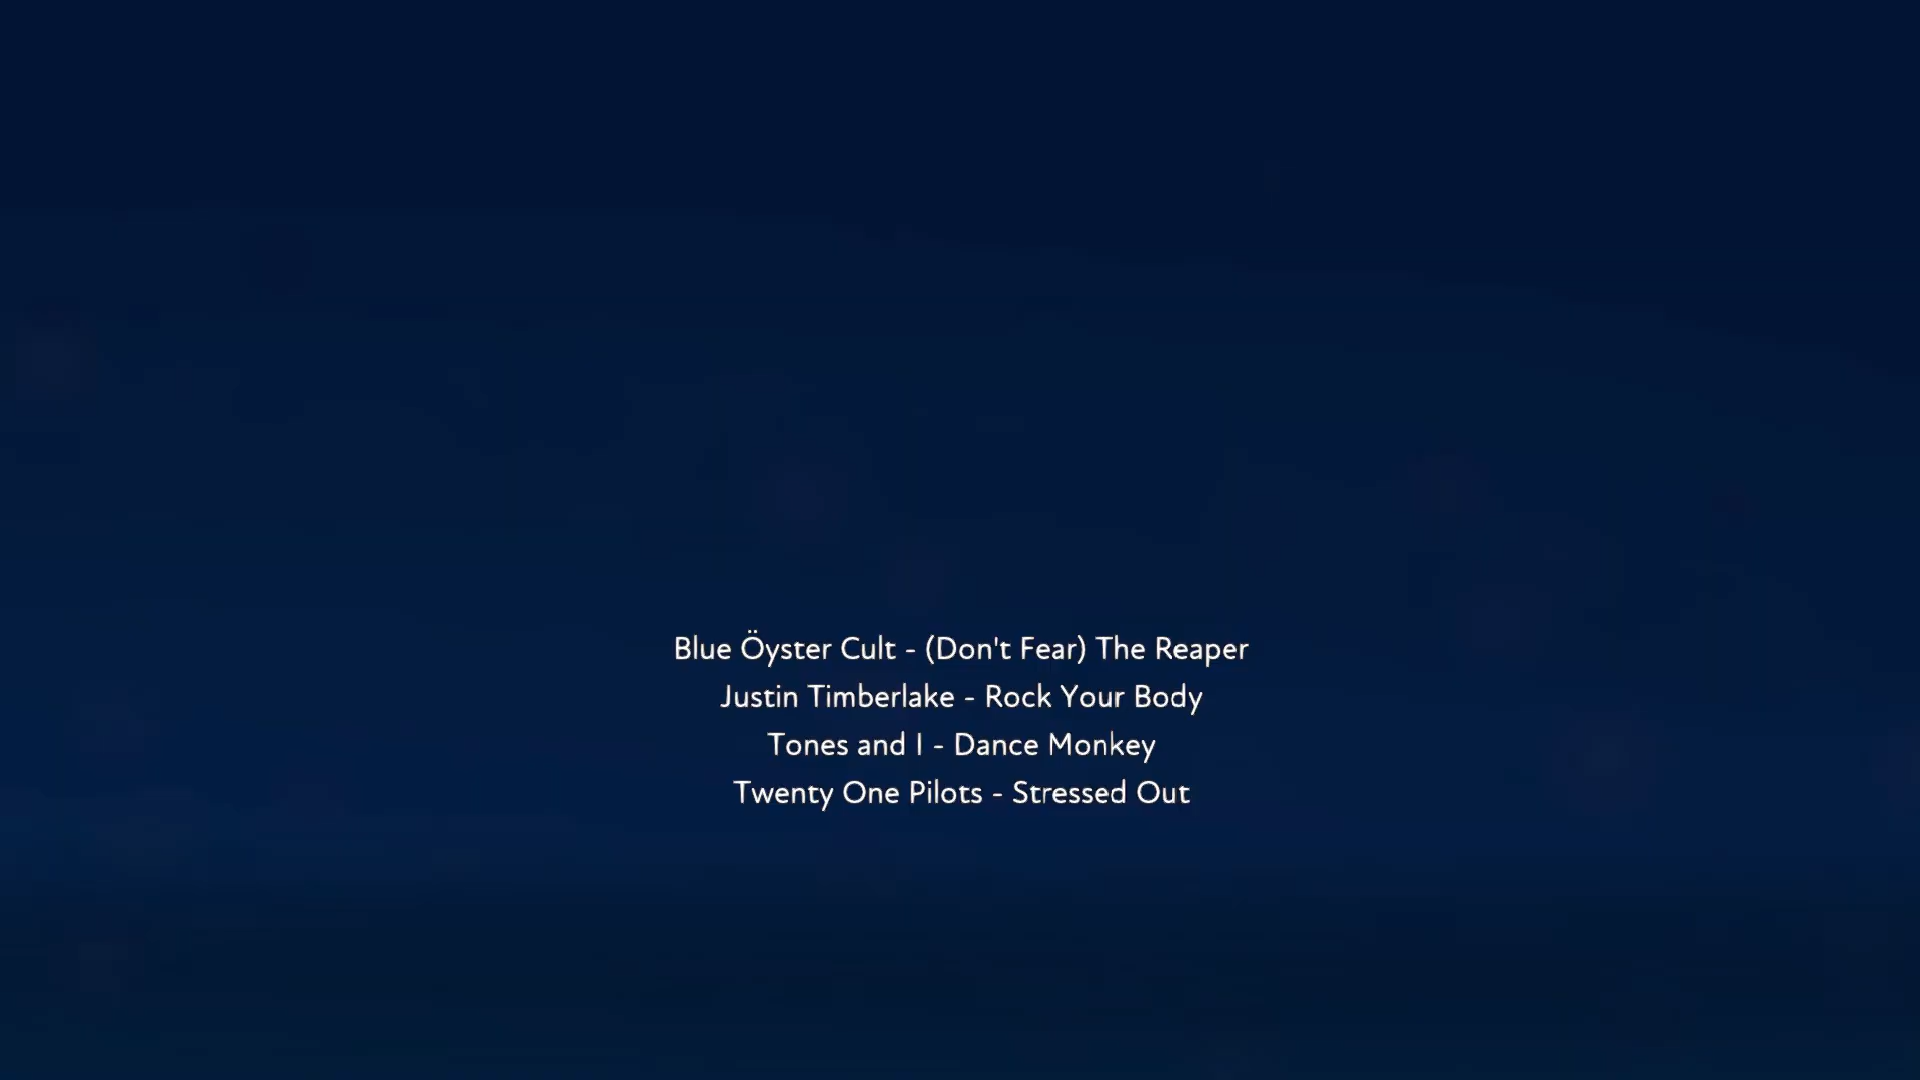 Blue Öyster Cult - (Don't Fear) The Reaper
Justin Timberlake - Rock Your Body
Tones and I - Dance Monkey
Twenty One Pilots - Stressed Out